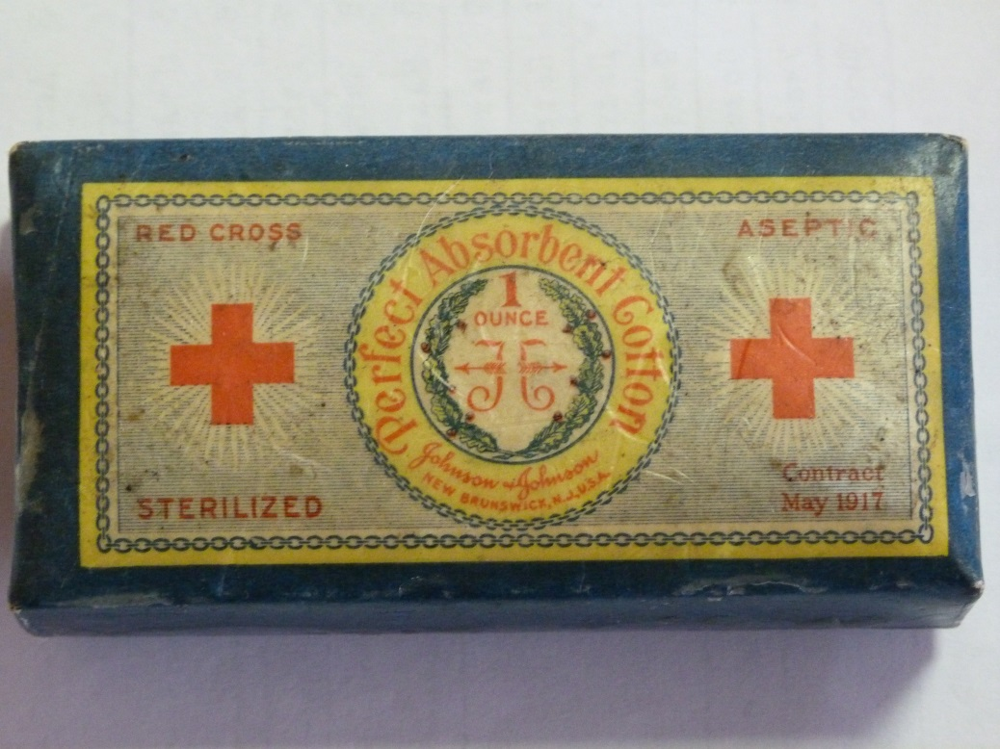 RED CROSS
ASEPTIC
Perfect Absorbent Cotton
1
OUNCE
Johnson & Johnson
NEW BRUNSWICK, N.J., U.S.A.
STERILIZED
Contract
May 1917